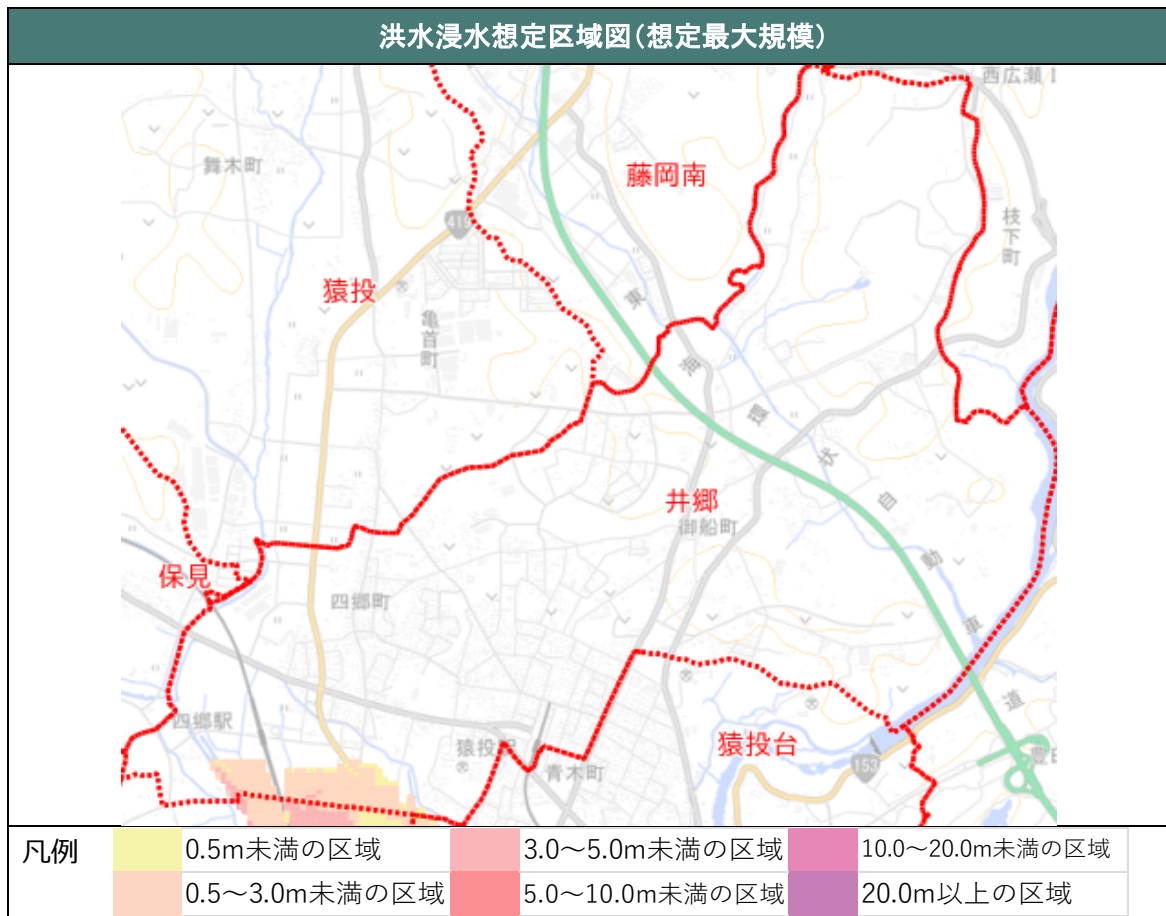 洪水浸水想定区域図（想定最大規模）
西広瀬
藤岡南
舞木町
枝下町
419
猿投
亀首町
東海環状自動車道
井郷
御船町
保見
四郷町
四郷駅
猿投台
猿投駅
青木町
153
豊田
凡例
0.5m未満の区域
3.0～5.0m未満の区域
10.0～20.0m未満の区域
0.5～3.0m未満の区域
5.0～10.0m未満の区域
20.0m以上の区域